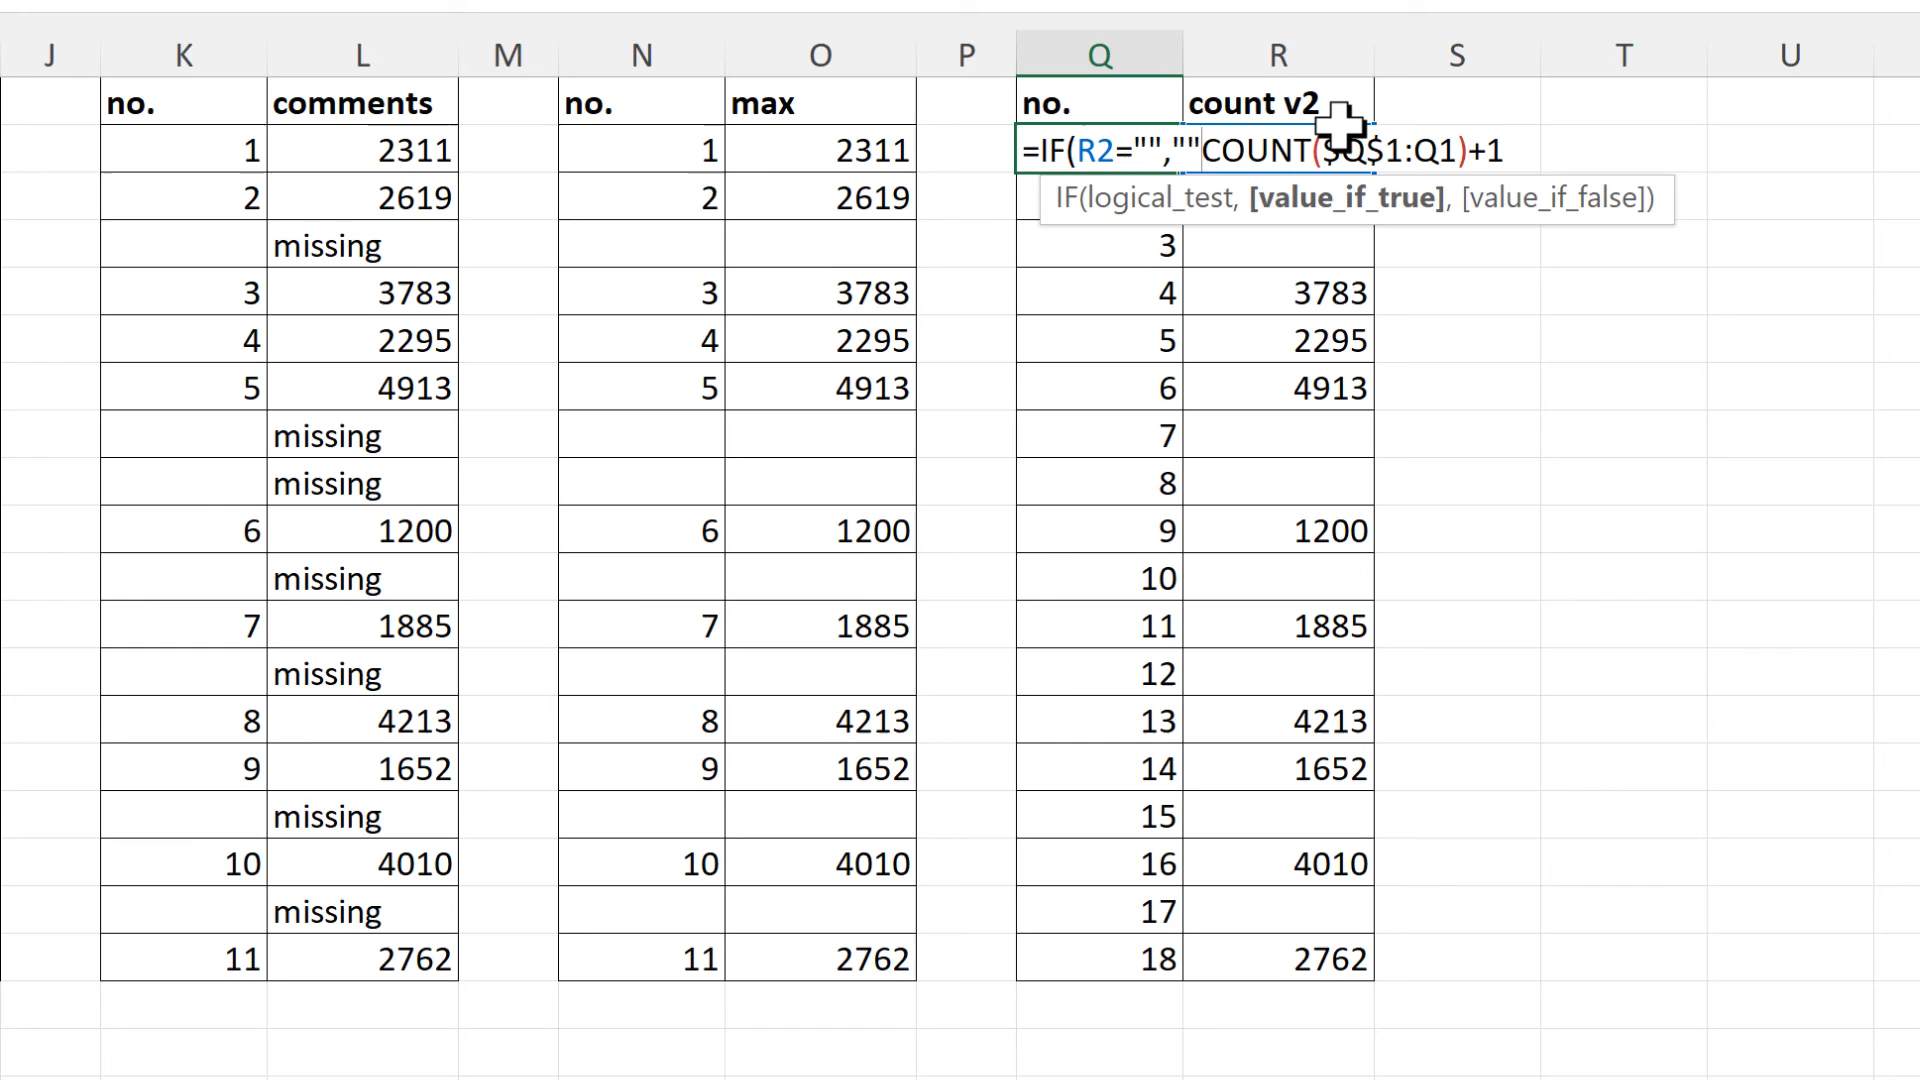 J K L M N O P Q R S T U
no. comments no. max no. count v2
1 2311 1 2311 =IF(R2="",""COUNT($Q$1:Q1)+1
2 2619 2 2619 IF(logical_test, [value_if_true], [value_if_false])
missing 3
3 3783 3 3783 4 3783
4 2295 4 2295 5 2295
5 4913 5 4913 6 4913
missing 7
missing 8
6 1200 6 1200 9 1200
missing 10
7 1885 7 1885 11 1885
missing 12
8 4213 8 4213 13 4213
9 1652 9 1652 14 1652
missing 15
10 4010 10 4010 16 4010
missing 17
11 2762 11 2762 18 2762